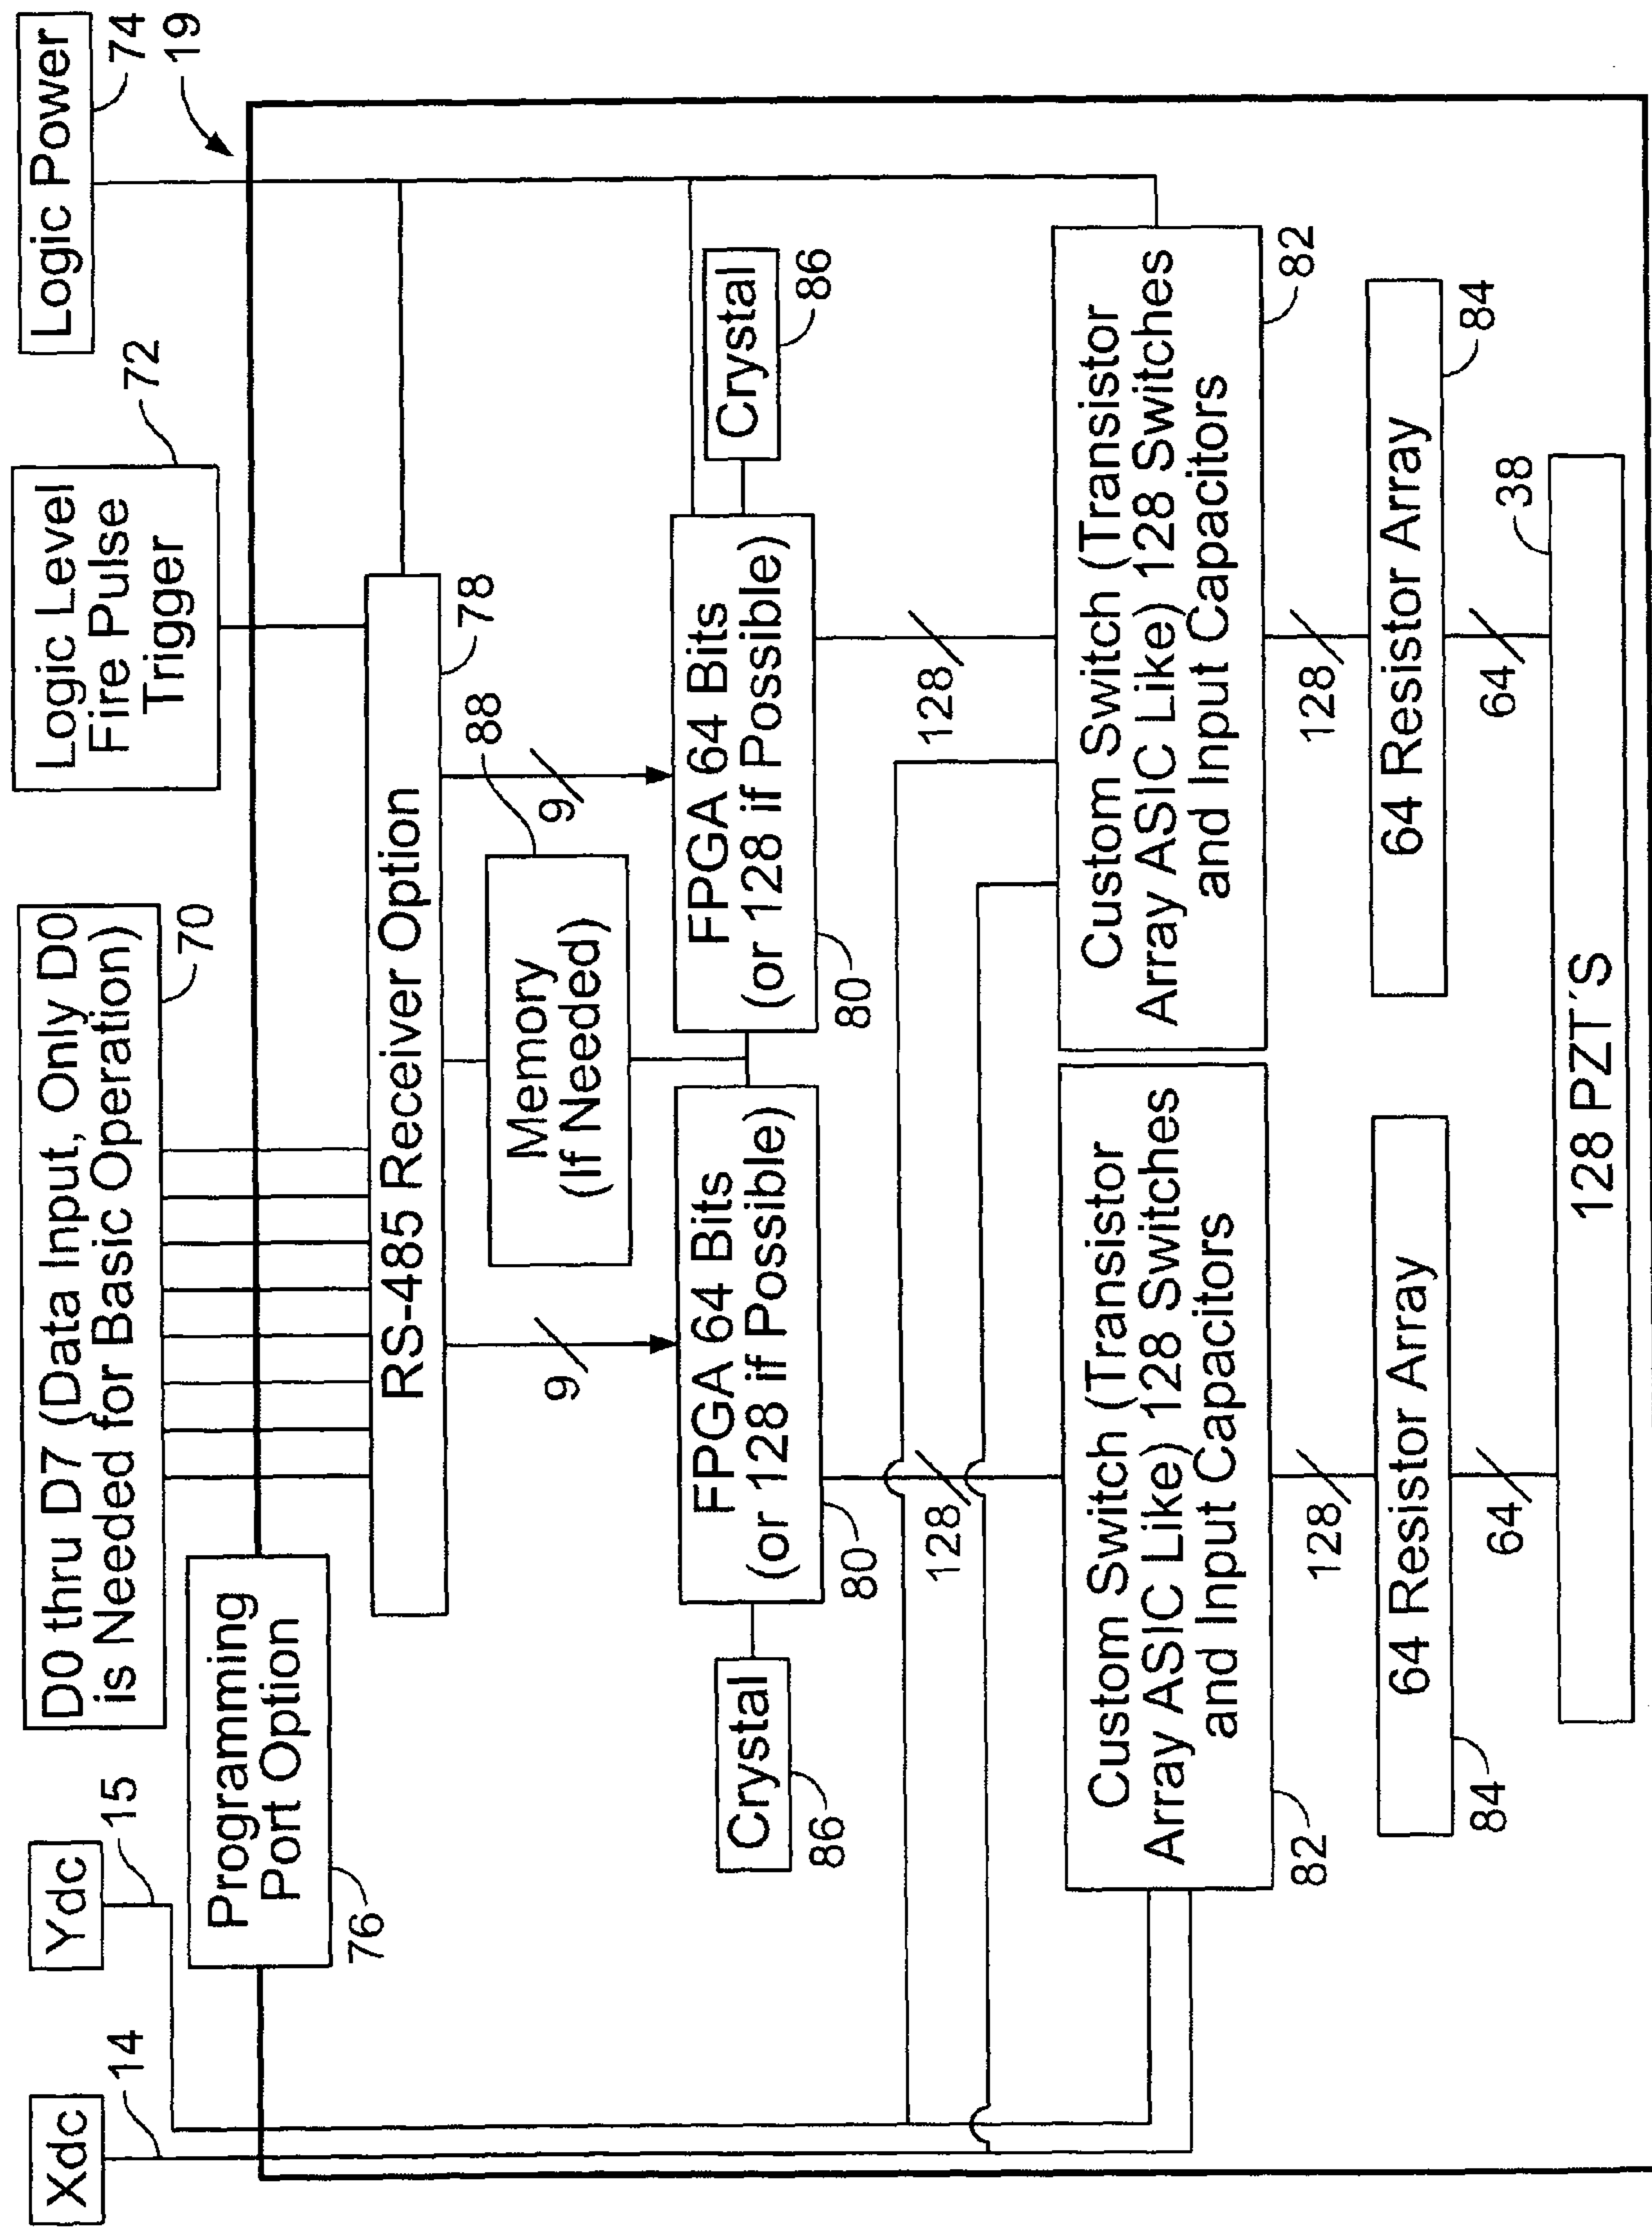 Xdc
14
Ydc
15
D0 thru D7 (Data Input, Only D0
is Needed for Basic Operation)
70
Logic Level
Fire Pulse
Trigger
72
Logic Power
74
19
Programming
Port Option
76
RS-485 Receiver Option
78
Memory
(If Needed)
88
9
9
Crystal
86
FPGA 64 Bits
(or 128 if Possible)
80
FPGA 64 Bits
(or 128 if Possible)
80
Crystal
86
128
128
Custom Switch (Transistor
Array ASIC Like) 128 Switches
and Input Capacitors
82
Custom Switch (Transistor
Array ASIC Like) 128 Switches
and Input Capacitors
82
128
128
64 Resistor Array
84
64 Resistor Array
84
64
64
128 PZT'S
38